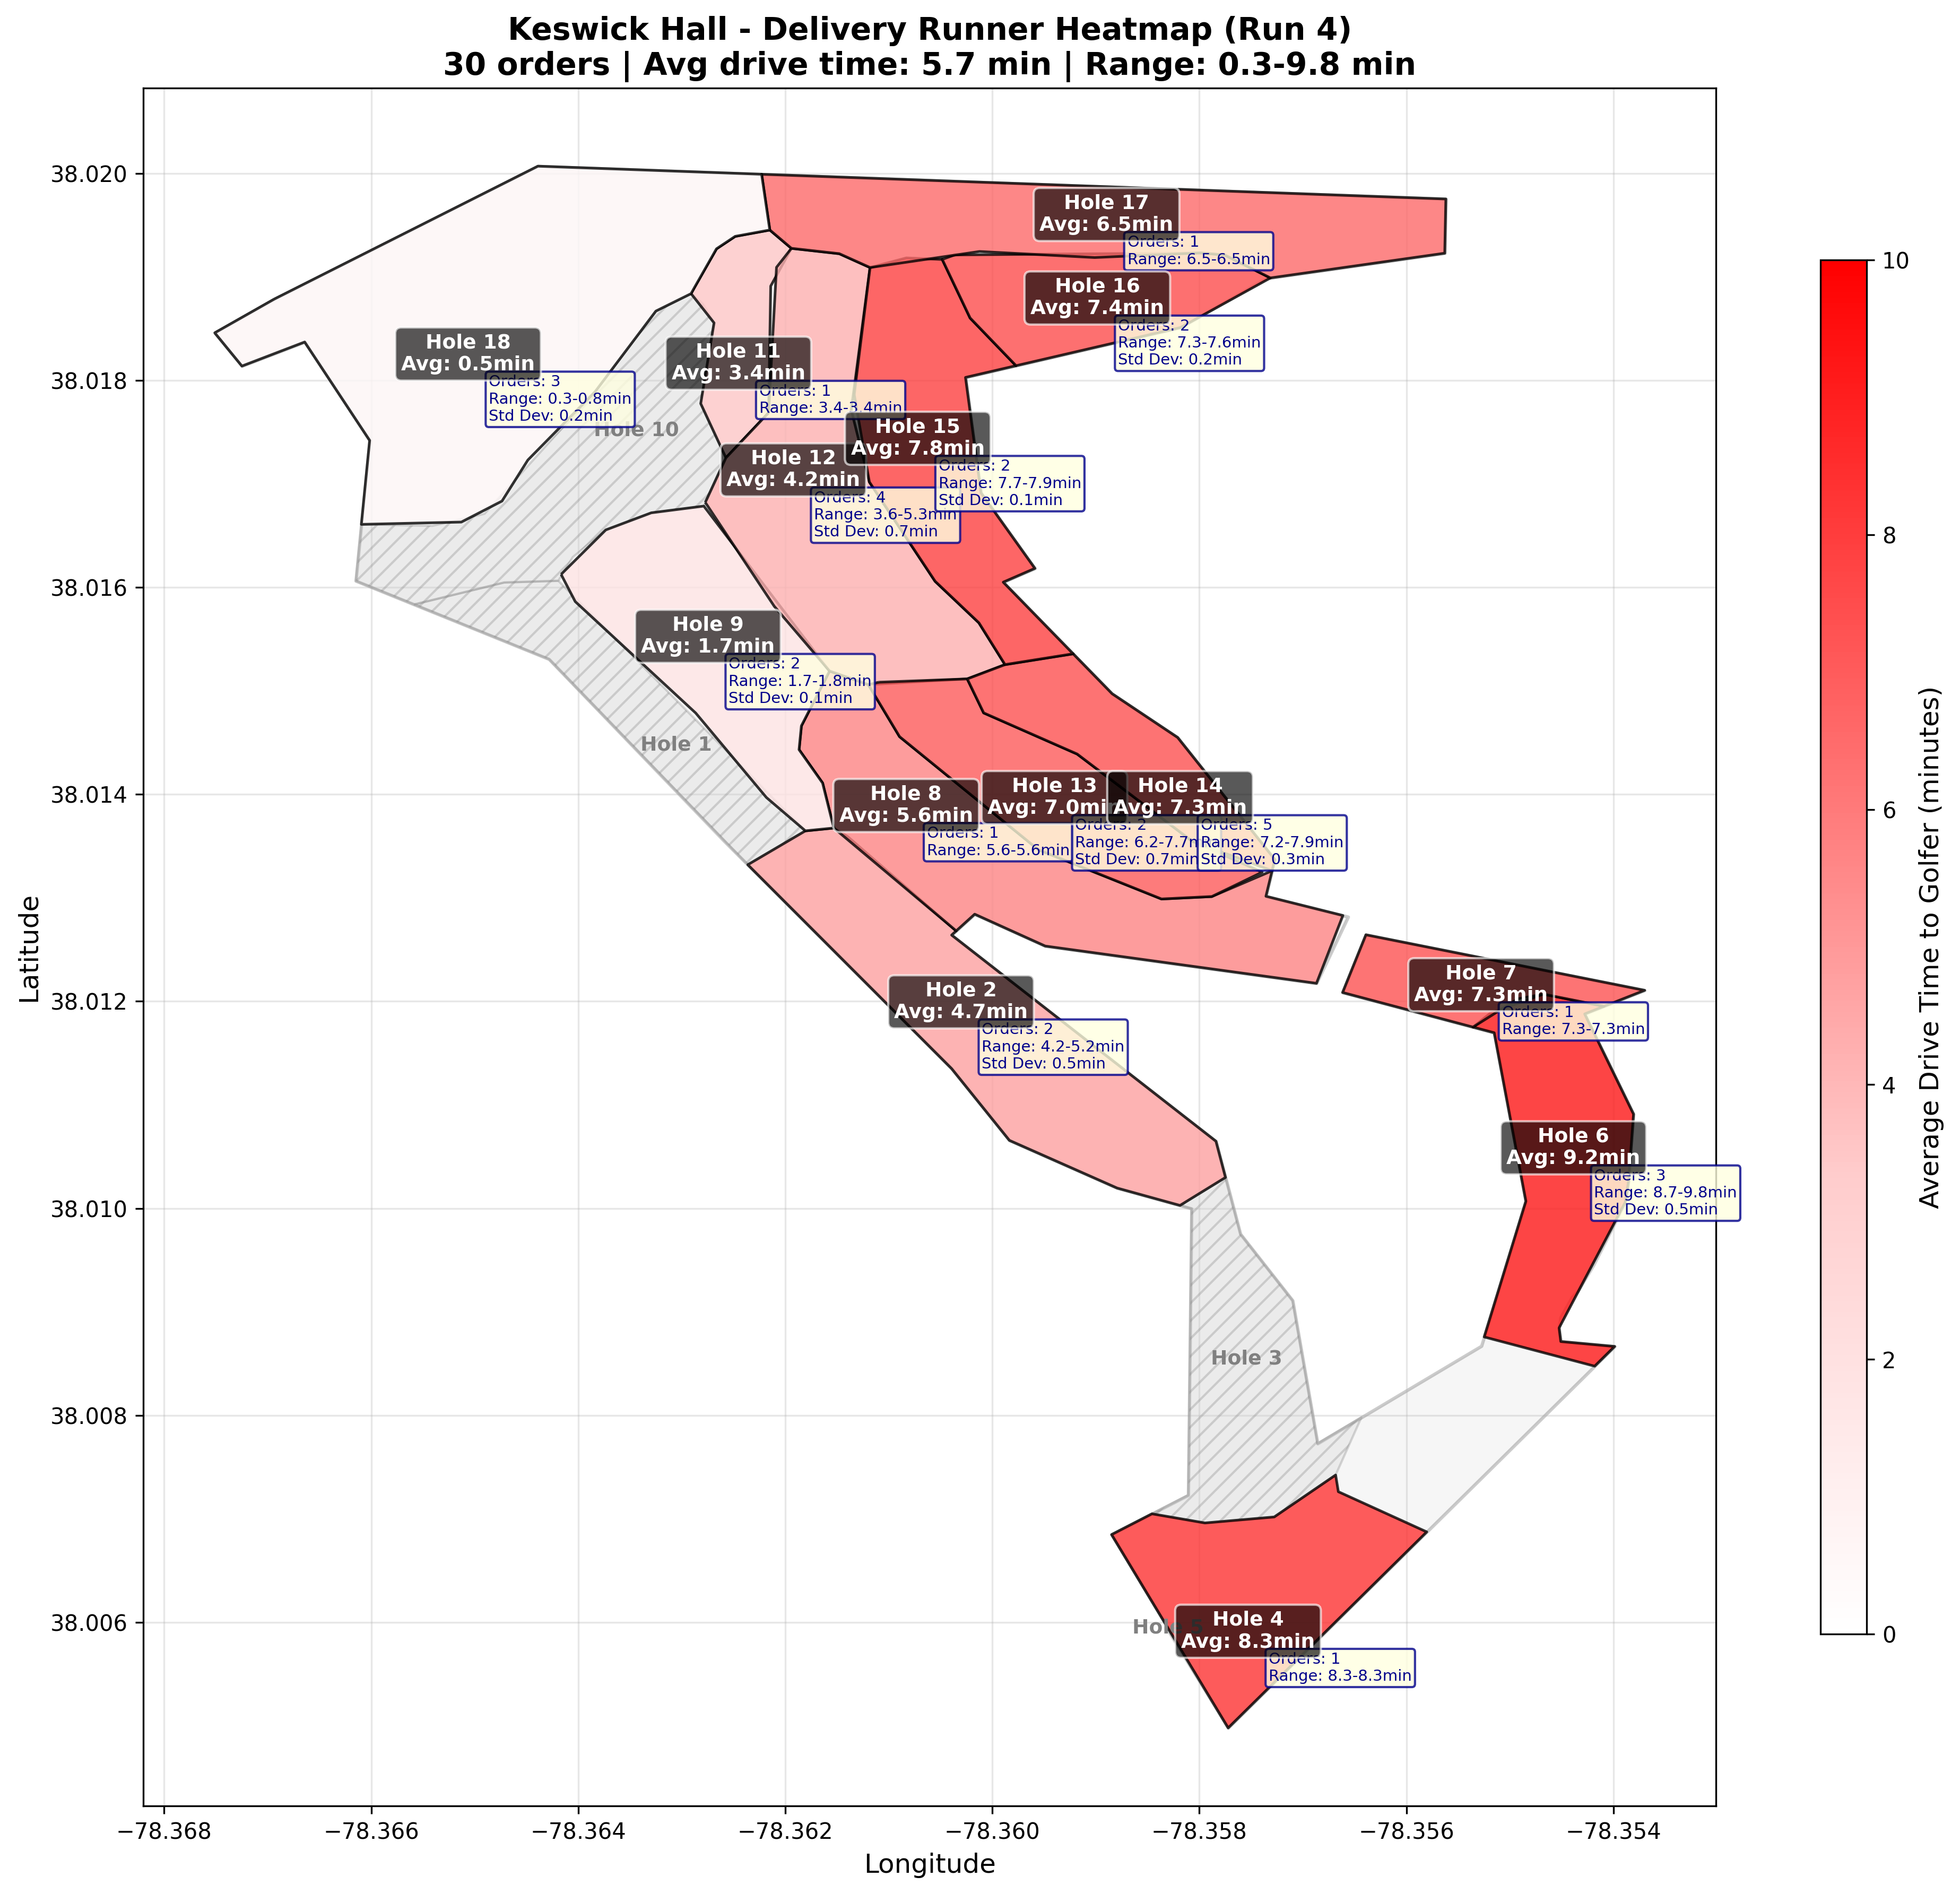 Keswick Hall - Delivery Runner Heatmap (Run 4)
30 orders | Avg drive time: 5.7 min | Range: 0.3-9.8 min
Hole 17
Avg: 6.5min
Orders: 1
Range: 6.5-6.5min
Hole 16
Avg: 7.4min
Orders: 2
Range: 7.3-7.6min
Std Dev: 0.2min
Hole 18
Avg: 0.5min
Orders: 3
Range: 0.3-0.8min
Std Dev: 0.2min
Hole 10
Hole 11
Avg: 3.4min
Orders: 1
Range: 3.4-3.4min
Hole 15
Avg: 7.8min
Orders: 2
Range: 7.7-7.9min
Std Dev: 0.1min
Hole 12
Avg: 4.2min
Orders: 4
Range: 3.6-5.3min
Std Dev: 0.7min
Hole 9
Avg: 1.7min
Orders: 2
Range: 1.7-1.8min
Std Dev: 0.1min
Hole 1
Hole 8
Avg: 5.6min
Orders: 1
Range: 5.6-5.6min
Hole 13
Avg: 7.0min
Orders: 2
Range: 6.2-7.7m
Std Dev: 0.7min
Hole 14
Avg: 7.3min
Orders: 5
Range: 7.2-7.9min
Std Dev: 0.3min
Hole 2
Avg: 4.7min
Orders: 2
Range: 4.2-5.2min
Std Dev: 0.5min
Hole 7
Avg: 7.3min
Orders: 1
Range: 7.3-7.3min
Hole 6
Avg: 9.2min
Orders: 3
Range: 8.7-9.8min
Std Dev: 0.5min
Hole 3
Hole 5
Hole 4
Avg: 8.3min
Orders: 1
Range: 8.3-8.3min
38.020
38.018
38.016
38.014
38.012
38.010
38.008
38.006
Latitude
−78.368
−78.366
−78.364
−78.362
−78.360
−78.358
−78.356
−78.354
Longitude
10
8
6
4
2
0
Average Drive Time to Golfer (minutes)